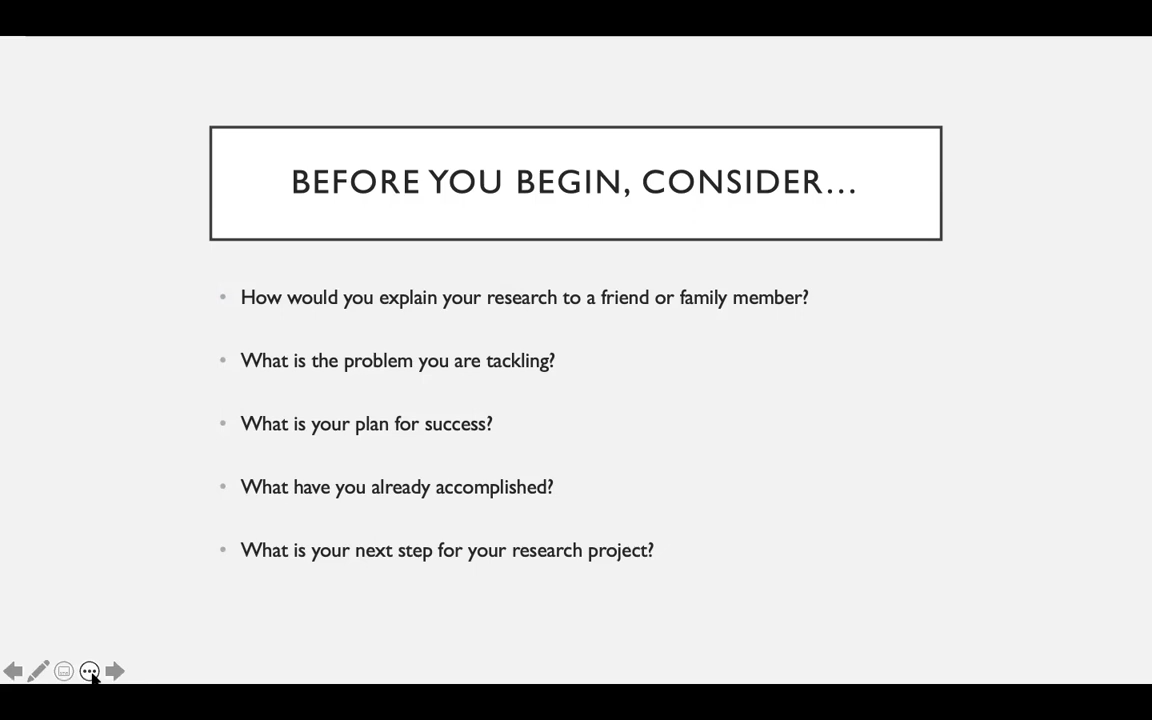 BEFORE YOU BEGIN, CONSIDER…
• How would you explain your research to a friend or family member?
• What is the problem you are tackling?
• What is your plan for success?
• What have you already accomplished?
• What is your next step for your research project?